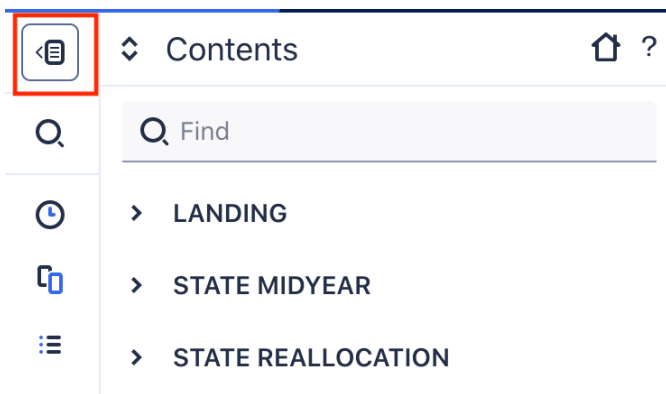 Contents ?
Find
LANDING
STATE MIDYEAR
STATE REALLOCATION